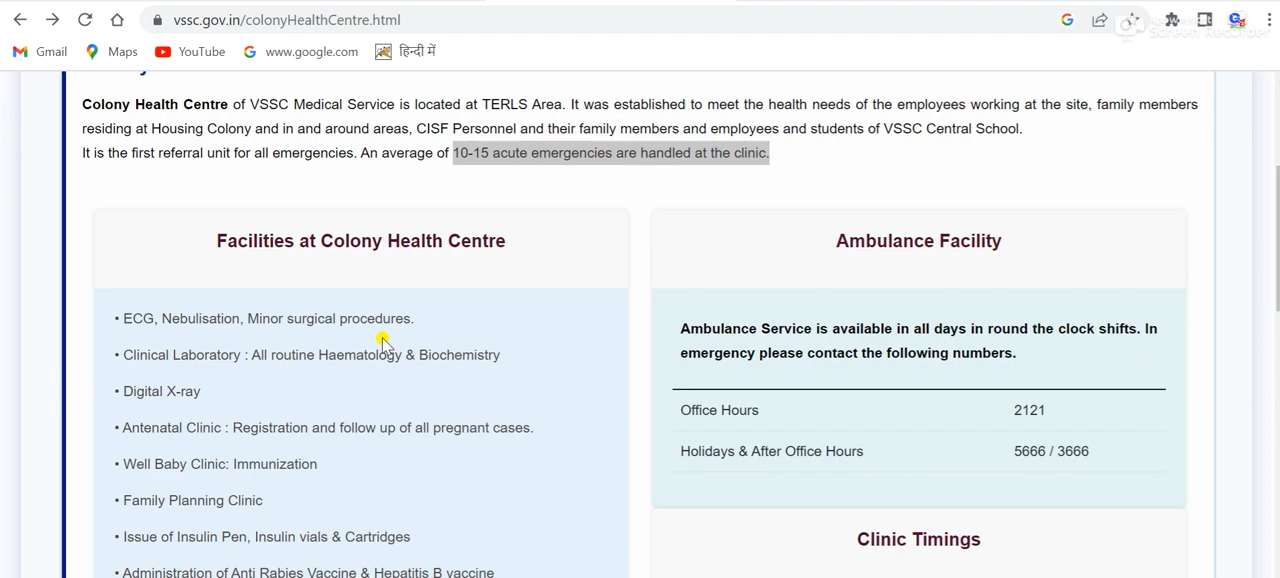 vssc.gov.in/colonyHealthCentre.html
Screen Recorder
Gmail Maps YouTube www.google.com हिन्दी में
Colony Health Centre of VSSC Medical Service is located at TERLS Area. It was established to meet the health needs of the employees working at the site, family members
residing at Housing Colony and in and around areas, CISF Personnel and their family members and employees and students of VSSC Central School.
It is the first referral unit for all emergencies. An average of 10-15 acute emergencies are handled at the clinic.
Facilities at Colony Health Centre
• ECG, Nebulisation, Minor surgical procedures.
• Clinical Laboratory : All routine Haematology & Biochemistry
• Digital X-ray
• Antenatal Clinic : Registration and follow up of all pregnant cases.
• Well Baby Clinic: Immunization
• Family Planning Clinic
• Issue of Insulin Pen, Insulin vials & Cartridges
• Administration of Anti Rabies Vaccine & Hepatitis B vaccine
Ambulance Facility
Ambulance Service is available in all days in round the clock shifts. In
emergency please contact the following numbers.
Office Hours 2121
Holidays & After Office Hours 5666 / 3666
Clinic Timings